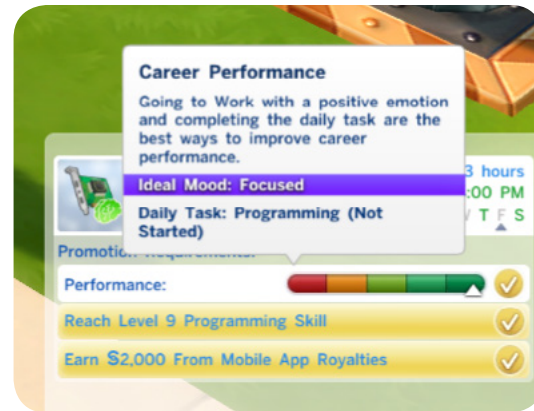 Career Performance
Going to Work with a positive emotion
and completing the daily task are the
best ways to improve career
performance.
Ideal Mood: Focused
3 hours
:00 PM
Daily Task: Programming (Not
Started)
T F S
Promotion Requirements:
Performance:
Reach Level 9 Programming Skill
Earn $2,000 From Mobile App Royalties